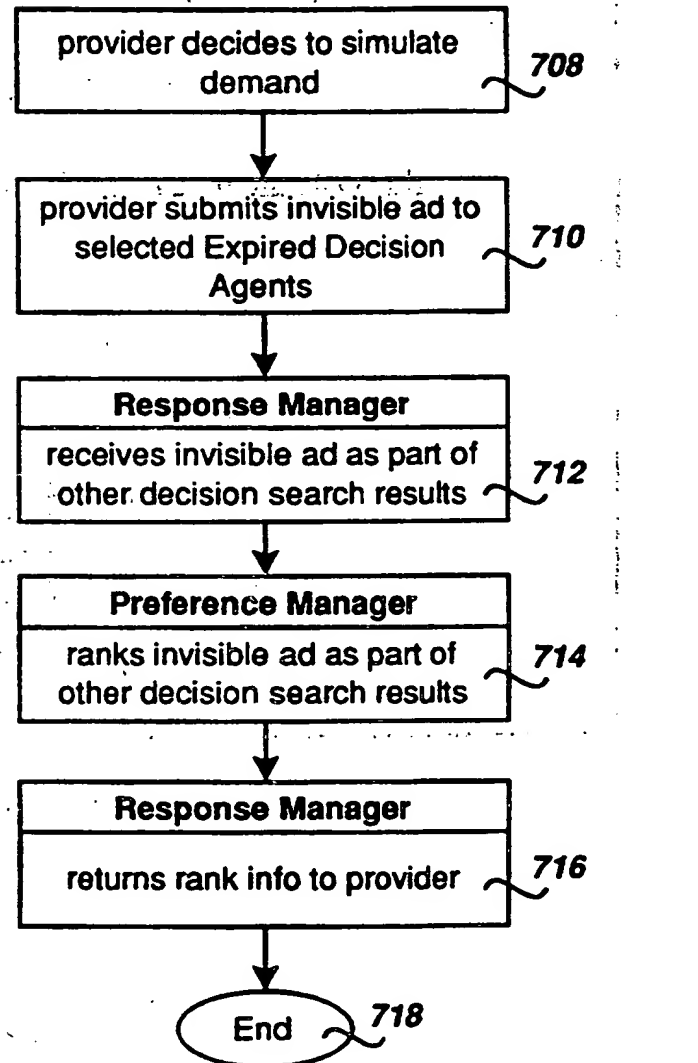 provider decides to simulate
demand
708
provider submits invisible ad to
selected Expired Decision
Agents
710
Response Manager
receives invisible ad as part of
other decision search results
712
Preference Manager
ranks invisible ad as part of
other decision search results
714
Response Manager
returns rank info to provider
716
End
718